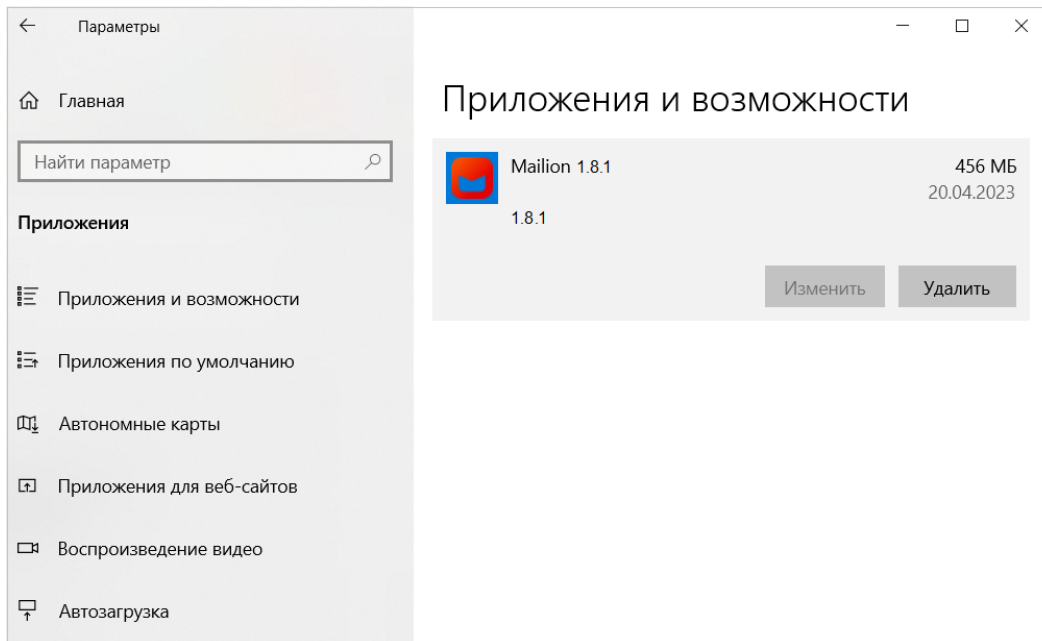 Параметры
Главная
Найти параметр
Приложения
Приложения и возможности
Приложения по умолчанию
Автономные карты
Приложения для веб-сайтов
Воспроизведение видео
Автозагрузка
Приложения и возможности
Mailion 1.8.1
456 МБ
20.04.2023
1.8.1
Изменить
Удалить